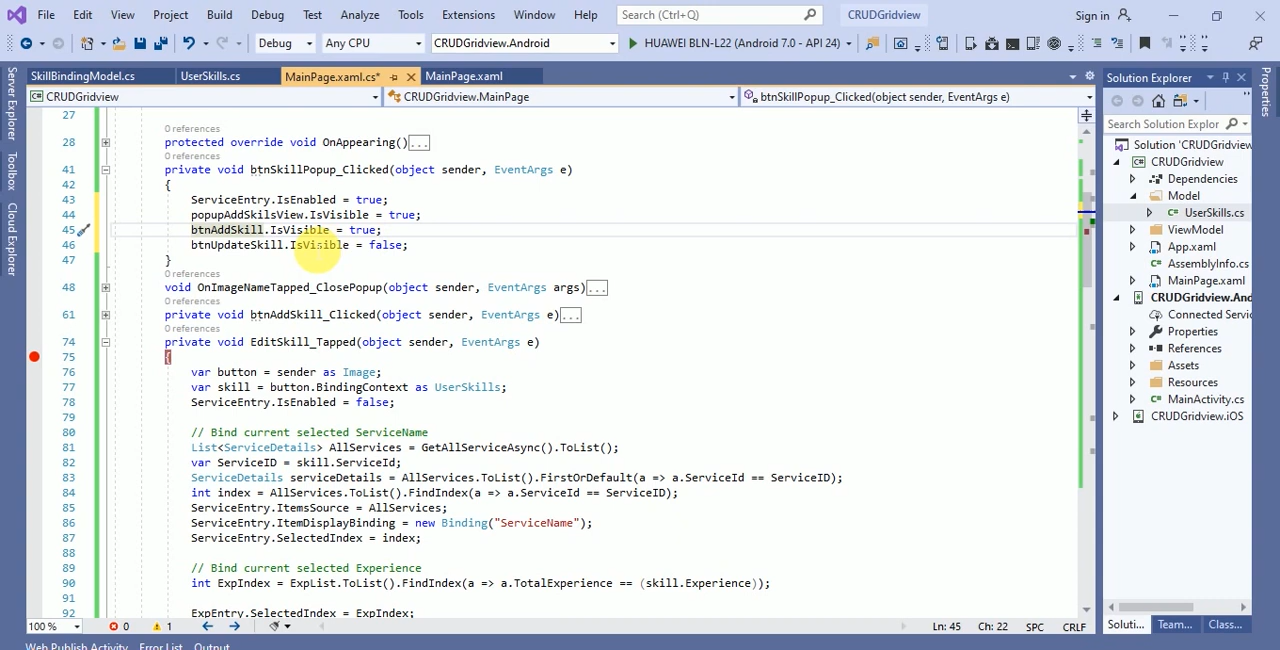 File Edit View Project Build Debug Test Analyze Tools Extensions Window Help Search (Ctrl+Q) CRUDGridview Sign in
Debug Any CPU CRUDGridview.Android HUAWEI BLN-L22 (Android 7.0 - API 24)
SkillBindingModel.cs UserSkills.cs MainPage.xaml.cs* MainPage.xaml
CRUDGridview CRUDGridview.MainPage btnSkillPopup_Clicked(object sender, EventArgs e)
Server Explorer
Toolbox
Cloud Explorer
27
0 references
28 protected override void OnAppearing()...
0 references
41 private void btnSkillPopup_Clicked(object sender, EventArgs e)
42 {
43 ServiceEntry.IsEnabled = true;
44 popupAddSkilsView.IsVisible = true;
45 btnAddSkill.IsVisible = true;
46 btnUpdateSkill.IsVisible = false;
47 }
0 references
48 void OnImageNameTapped_ClosePopup(object sender, EventArgs args)...
0 references
61 private void btnAddSkill_Clicked(object sender, EventArgs e)...
0 references
74 private void EditSkill_Tapped(object sender, EventArgs e)
75 {
76 var button = sender as Image;
77 var skill = button.BindingContext as UserSkills;
78 ServiceEntry.IsEnabled = false;
79
80 // Bind current selected ServiceName
81 List<ServiceDetails> AllServices = GetAllServiceAsync().ToList();
82 var ServiceID = skill.ServiceId;
83 ServiceDetails serviceDetails = AllServices.ToList().FirstOrDefault(a => a.ServiceId == ServiceID);
84 int index = AllServices.ToList().FindIndex(a => a.ServiceId == ServiceID);
85 ServiceEntry.ItemsSource = AllServices;
86 ServiceEntry.ItemDisplayBinding = new Binding("ServiceName");
87 ServiceEntry.SelectedIndex = index;
88
89 // Bind current selected Experience
90 int ExpIndex = ExpList.ToList().FindIndex(a => a.TotalExperience == (skill.Experience));
91
92 ExpEntry.SelectedIndex = ExpIndex;
100 % 0 1 Ln: 45 Ch: 22 SPC CRLF
Web Publish Activity Error List Output
Solution Explorer
Search Solution Explor
Solution 'CRUDGridview
CRUDGridview
Dependencies
Model
UserSkills.cs
ViewModel
App.xaml
AssemblyInfo.cs
MainPage.xaml
CRUDGridview.And
Connected Servic
Properties
References
Assets
Resources
MainActivity.cs
CRUDGridview.iOS
Soluti... Team... Class...
Properties